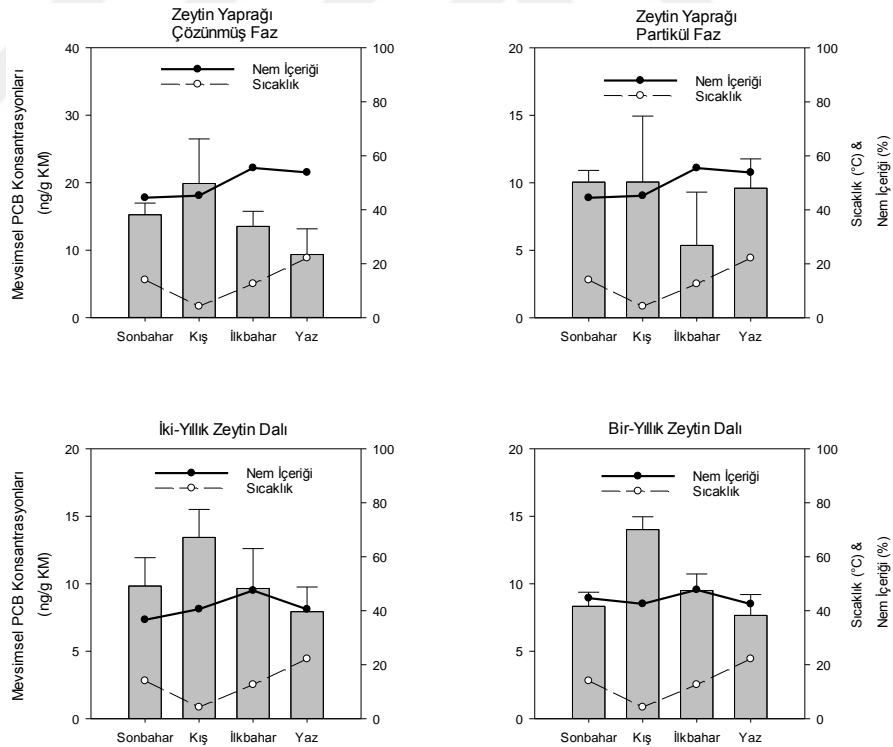 Zeytin Yaprağı
Çözünmüş Faz
Mevsimsel PCB Konsantrasyonları
(ng/g KM)
40
30
20
10
0
100
80
60
40
20
0
Nem İçeriği
Sıcaklık
Sonbahar Kış İlkbahar Yaz
Zeytin Yaprağı
Partikül Faz
20
15
10
5
0
100
80
60
40
20
0
Nem İçeriği
Sıcaklık
Sıcaklık (°C) &
Nem İçeriği (%)
Sonbahar Kış İlkbahar Yaz
İki-Yıllık Zeytin Dalı
Mevsimsel PCB Konsantrasyonları
(ng/g KM)
20
15
10
5
0
100
80
60
40
20
0
Nem İçeriği
Sıcaklık
Sonbahar Kış İlkbahar Yaz
Bir-Yıllık Zeytin Dalı
20
15
10
5
0
100
80
60
40
20
0
Nem İçeriği
Sıcaklık
Sıcaklık (°C) &
Nem İçeriği (%)
Sonbahar Kış İlkbahar Yaz